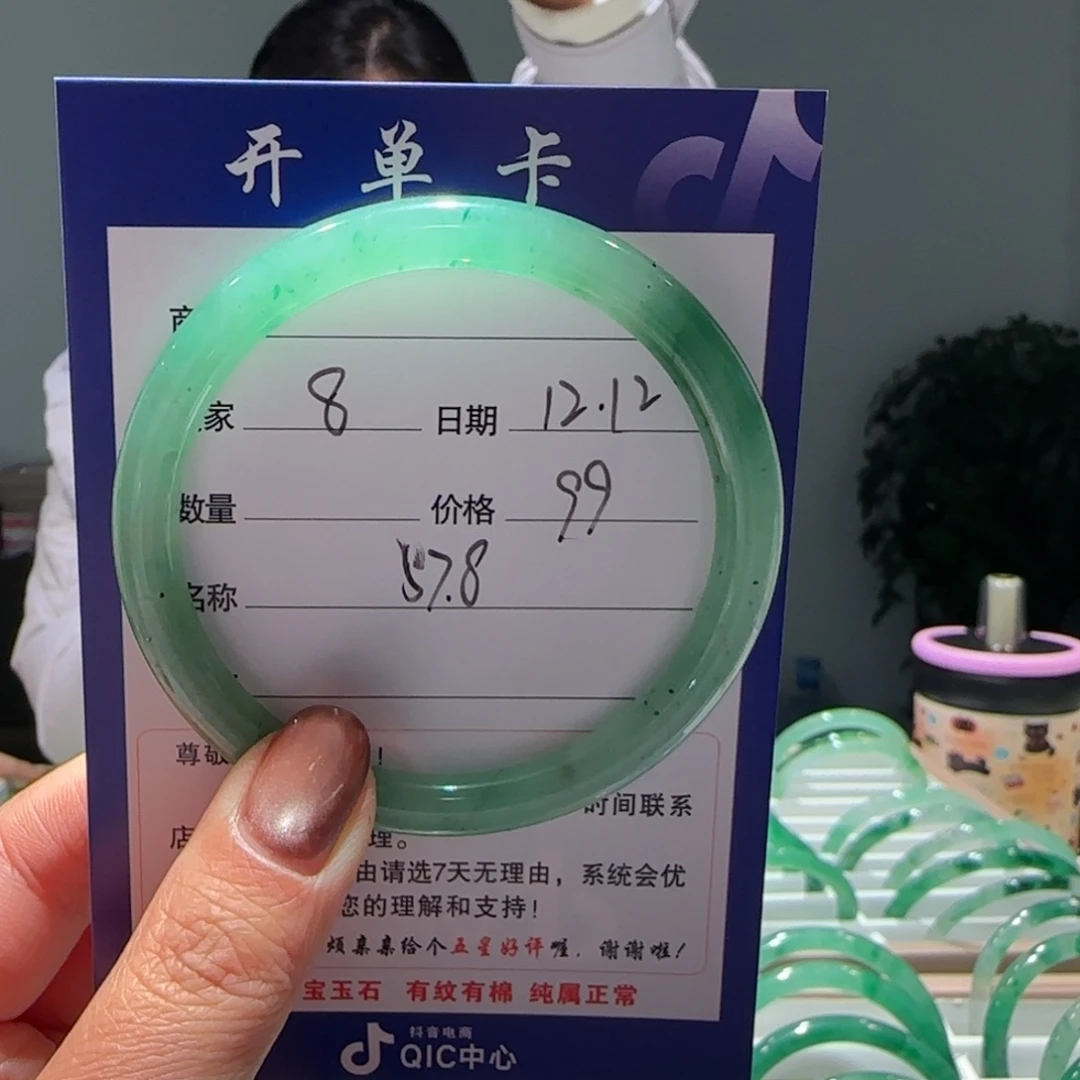 开单卡
商
家 8 日期 12.12
数量 价格 99
名称 57.8
尊敬 !
时间联系
店 理。
由请选7天无理由，系统会优
您的理解和支持！
烦亲亲给个五星好评喔，谢谢啦！
宝玉石 有纹有棉 纯属正常
抖音电商
QIC中心